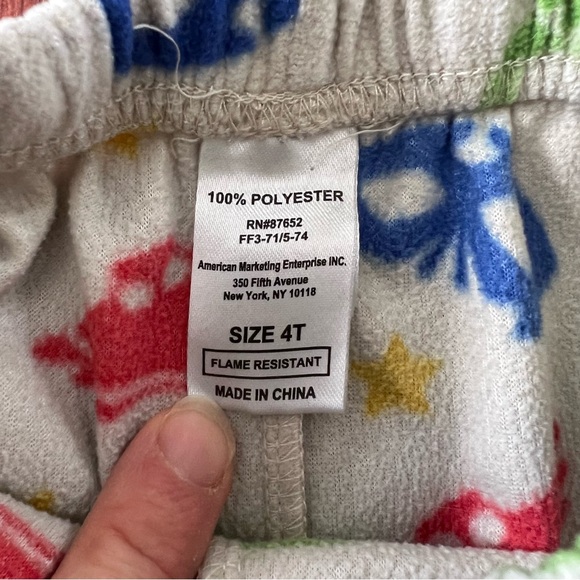 100% POLYESTER
RN#87652
FF3-71/5-74
American Marketing Enterprise INC.
350 Fifth Avenue
New York, NY 10118
SIZE 4T
FLAME RESISTANT
MADE IN CHINA